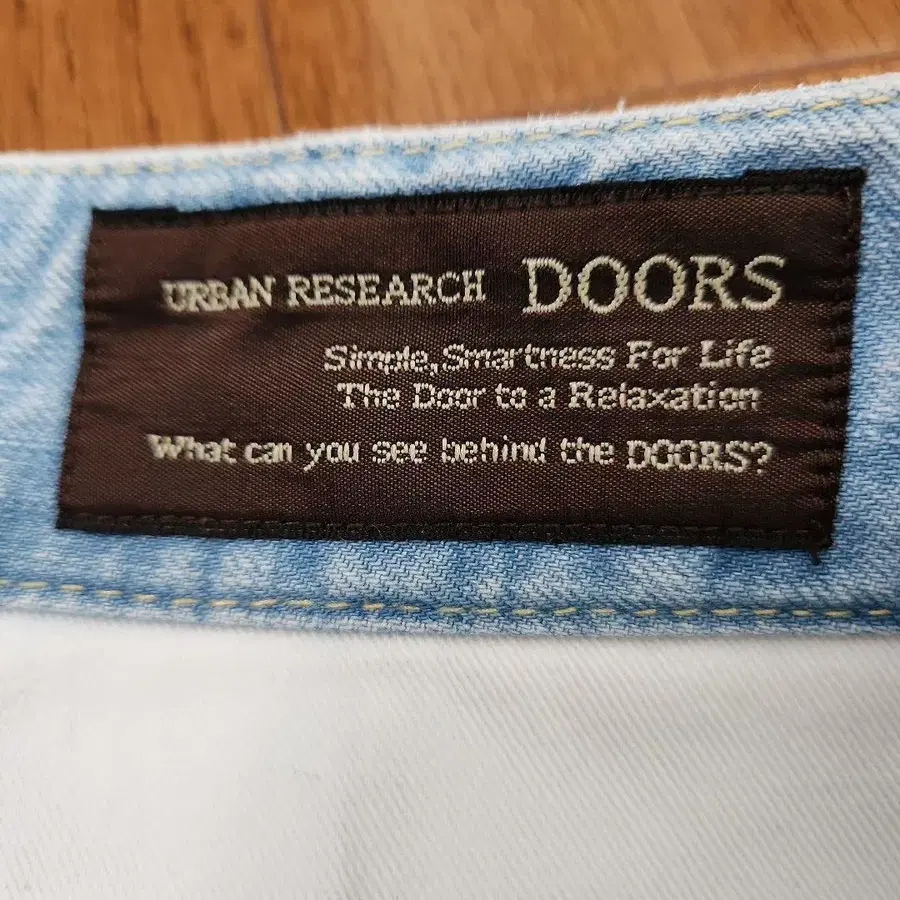 URBAN RESEARCH DOORS
Simple,Smartness For Life
The Door to a Relaxation
What can you see behind the DOORS?